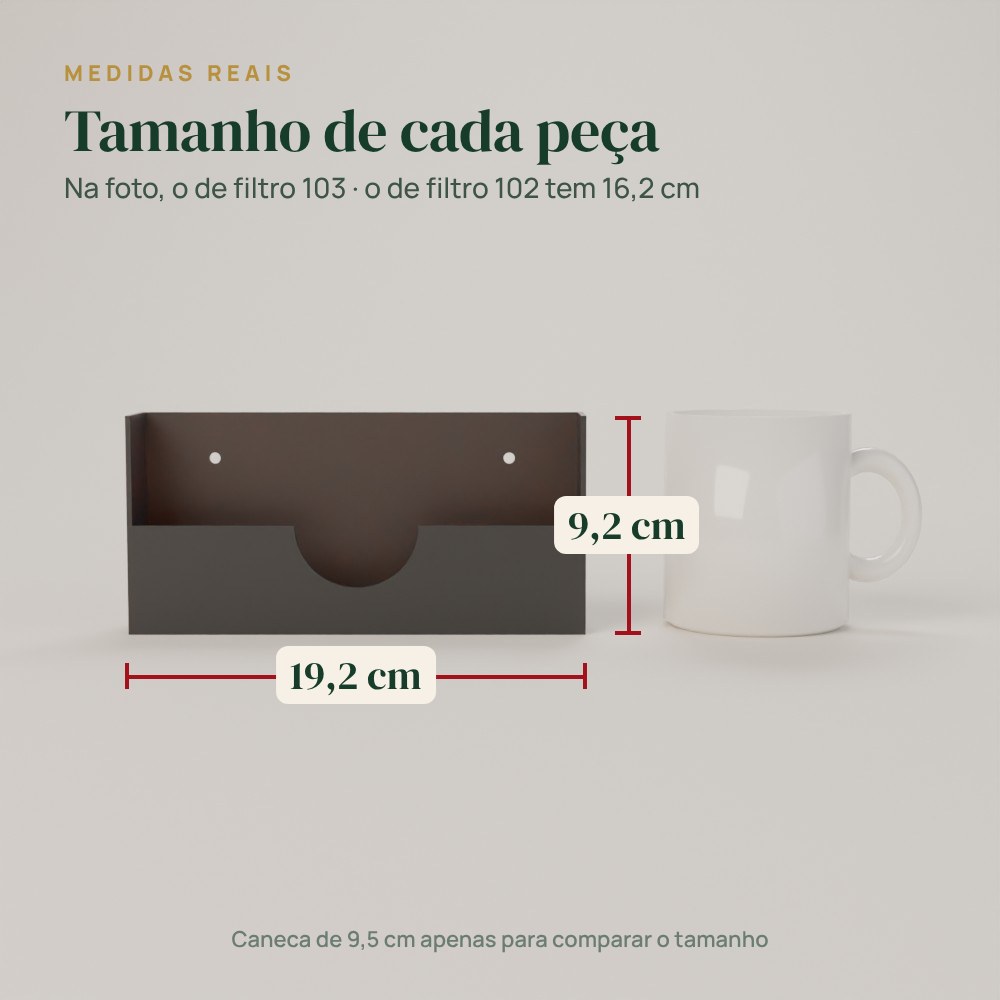 MEDIDAS REAIS
Tamanho de cada peça
Na foto, o de filtro 103 · o de filtro 102 tem 16,2 cm
9,2 cm
19,2 cm
Caneca de 9,5 cm apenas para comparar o tamanho